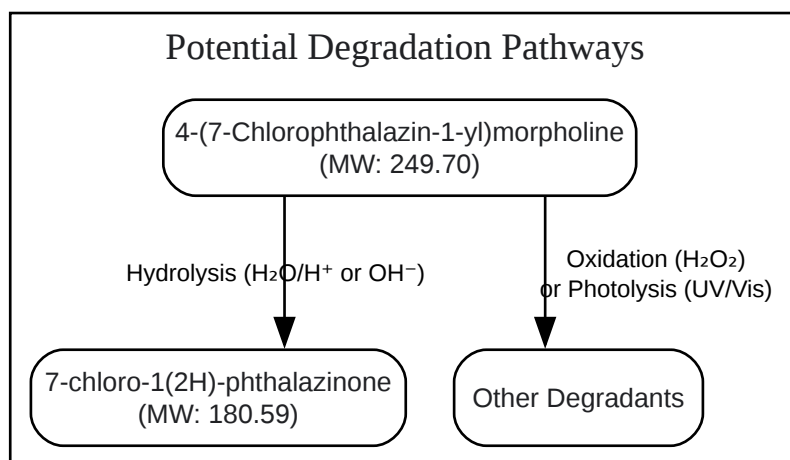 Potential Degradation Pathways
4-(7-Chlorophthalazin-1-yl)morpholine
(MW: 249.70)
Hydrolysis (H₂O/H⁺ or OH⁻)
Oxidation (H₂O₂)
or Photolysis (UV/Vis)
7-chloro-1(2H)-phthalazinone
(MW: 180.59)
Other Degradants